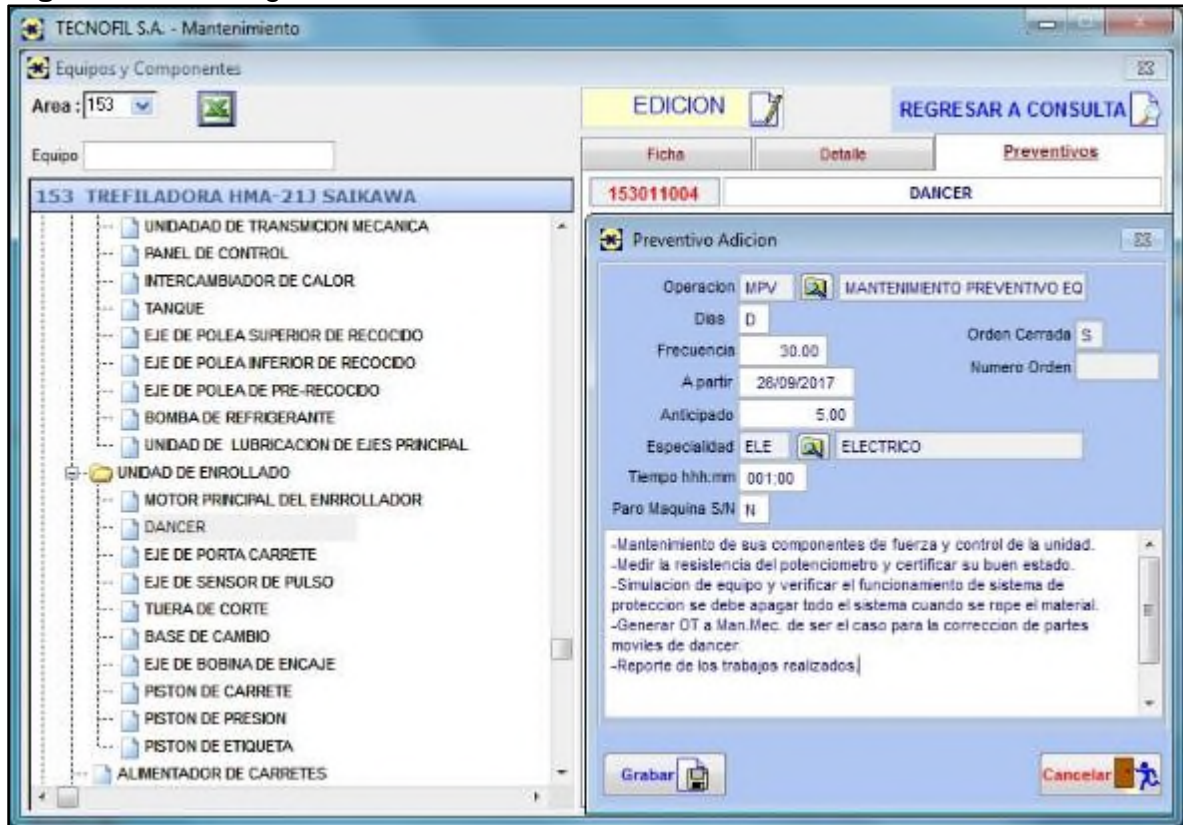 TECNOFIL S.A. - Mantenimiento
Equipos y Componentes
Area : 153
EDICION
REGRESAR A CONSULTA
Equipo
Ficha
Detalle
Preventivos
153 TREFILADORA HMA-21J SAIKAWA
153011004
DANCER
UNIDADAD DE TRANSMICION MECANICA
PANEL DE CONTROL
INTERCAMBIADOR DE CALOR
TANQUE
EJE DE POLEA SUPERIOR DE RECOCIDO
EJE DE POLEA INFERIOR DE RECOCIDO
EJE DE POLEA DE PRE-RECOCIDO
BOMBA DE REFRIGERANTE
UNIDAD DE LUBRICACION DE EJES PRINCIPAL
UNIDAD DE ENROLLADO
MOTOR PRINCIPAL DEL ENRROLLADOR
DANCER
EJE DE PORTA CARRETE
EJE DE SENSOR DE PULSO
TIJERA DE CORTE
BASE DE CAMBIO
EJE DE BOBINA DE ENCAJE
PISTON DE CARRETE
PISTON DE PRESION
PISTON DE ETIQUETA
ALIMENTADOR DE CARRETES
Preventivo Adicion
Operacion MPV MANTENIMIENTO PREVENTIVO EQ
Dias D
Orden Cerrada S
Frecuencia 30.00
Numero Orden
A partir 26/09/2017
Anticipado 5.00
Especialidad ELE ELECTRICO
Tiempo hhh:mm 001:00
Paro Maquina S/N N
-Mantenimiento de sus componentes de fuerza y control de la unidad.
-Medir la resistencia del potenciometro y certificar su buen estado.
-Simulacion de equipo y verificar el funcionamiento de sistema de
proteccion se debe apagar todo el sistema cuando se rope el material.
-Generar OT a Man.Mec. de ser el caso para la correccion de partes
moviles de dancer.
-Reporte de los trabajos realizados.
Grabar
Cancelar